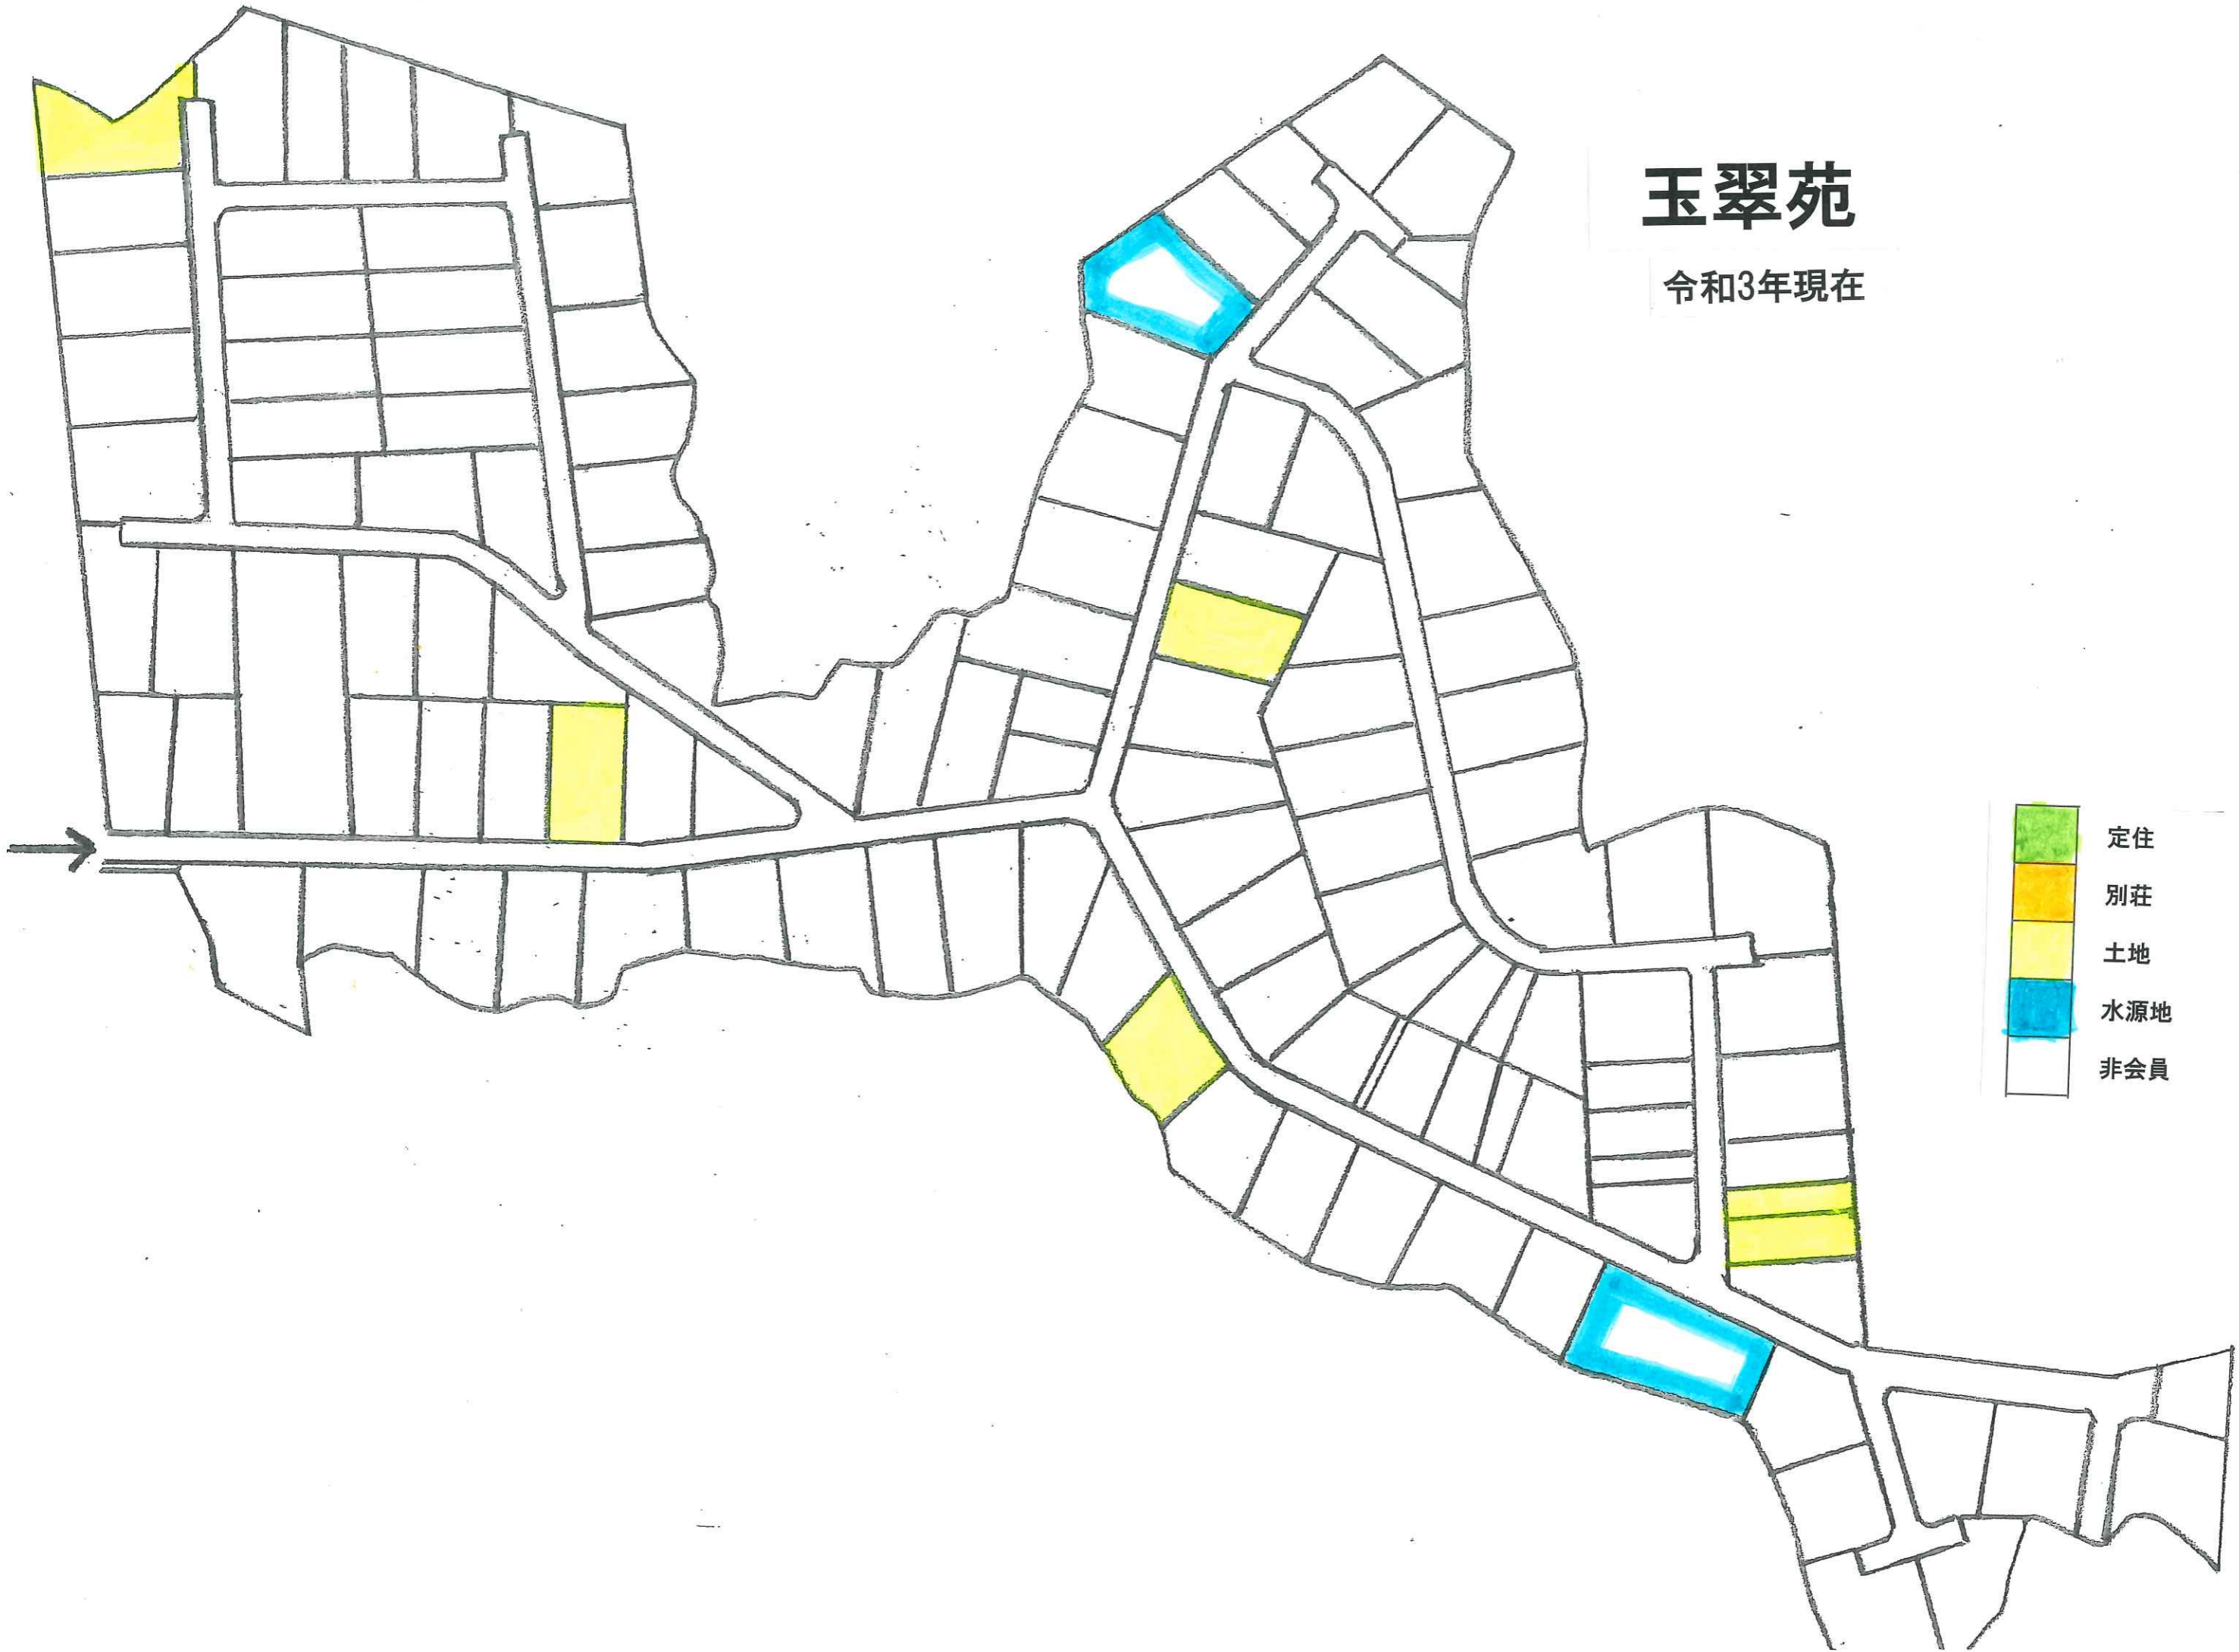 玉翠苑
令和3年現在
定住
別荘
土地
水源地
非会員